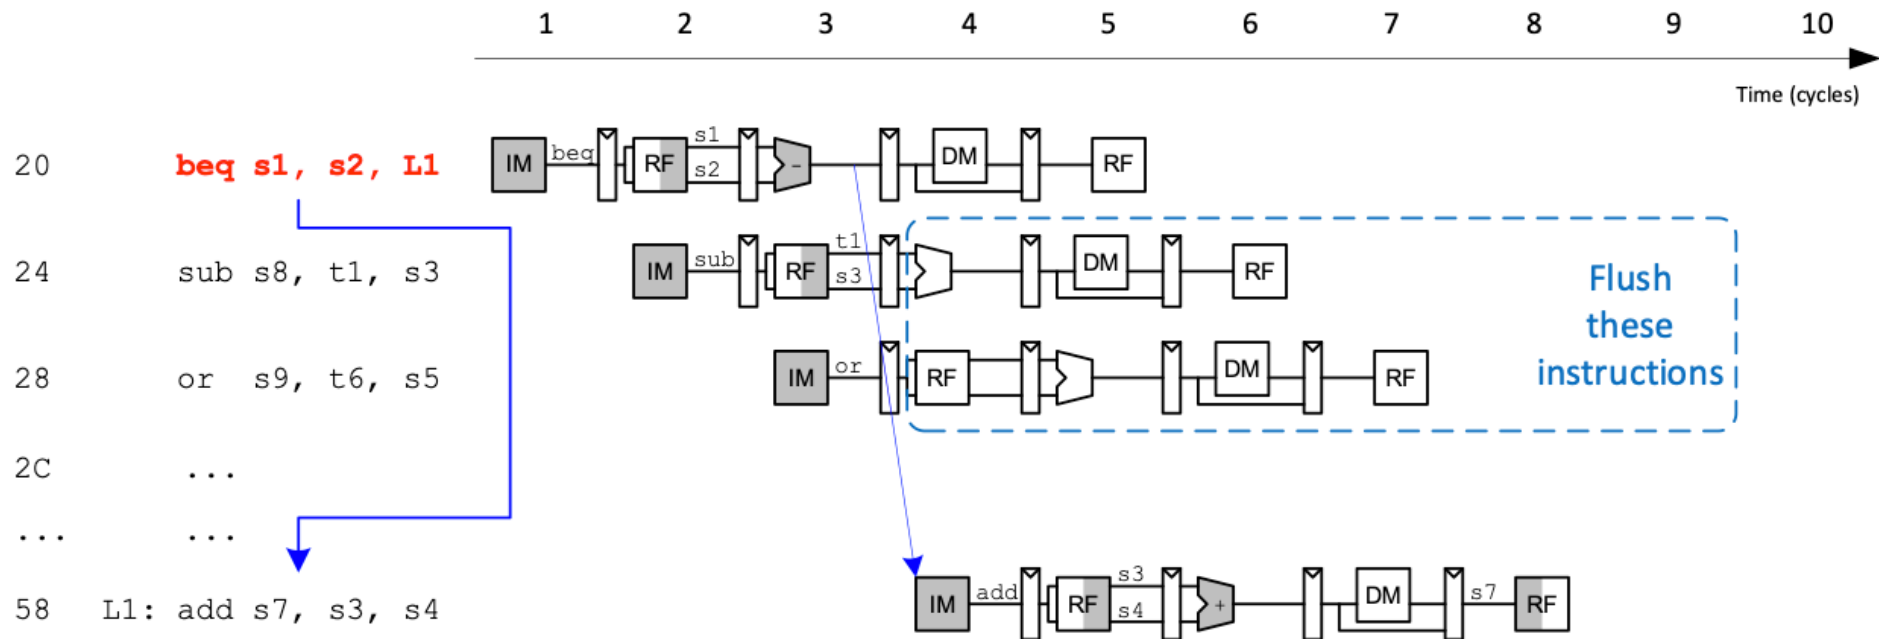 1 2 3 4 5 6 7 8 9 10
Time (cycles)
20 beq s1, s2, L1 IM beq RF s1 s2 - DM RF
24 sub s8, t1, s3 IM sub RF t1 s3 DM RF
28 or s9, t6, s5 IM or RF DM RF
Flush
these
instructions
2C ...
... ...
58 L1: add s7, s3, s4 IM add RF s3 s4 + DM s7 RF